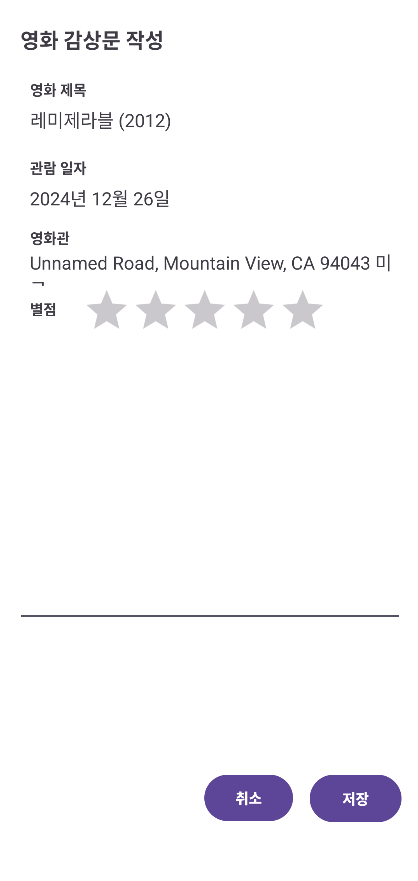 영화 감상문 작성
영화 제목
레미제라블 (2012)
관람 일자
2024년 12월 26일
영화관
Unnamed Road, Mountain View, CA 94043 미
별점
취소
저장